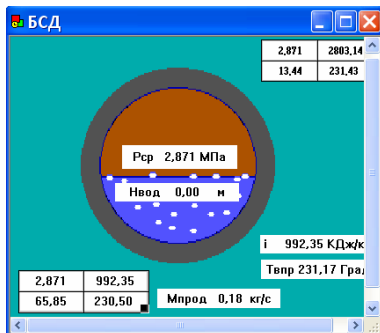 БСД
2,871 2803,14
13,44 231,43
Рср 2,871 МПа
Нвод 0,00 м
i 992,35 КДж/к
Твпр 231,17 Град
2,871 992,35
65,85 230,50
Мпрод 0,18 кг/с